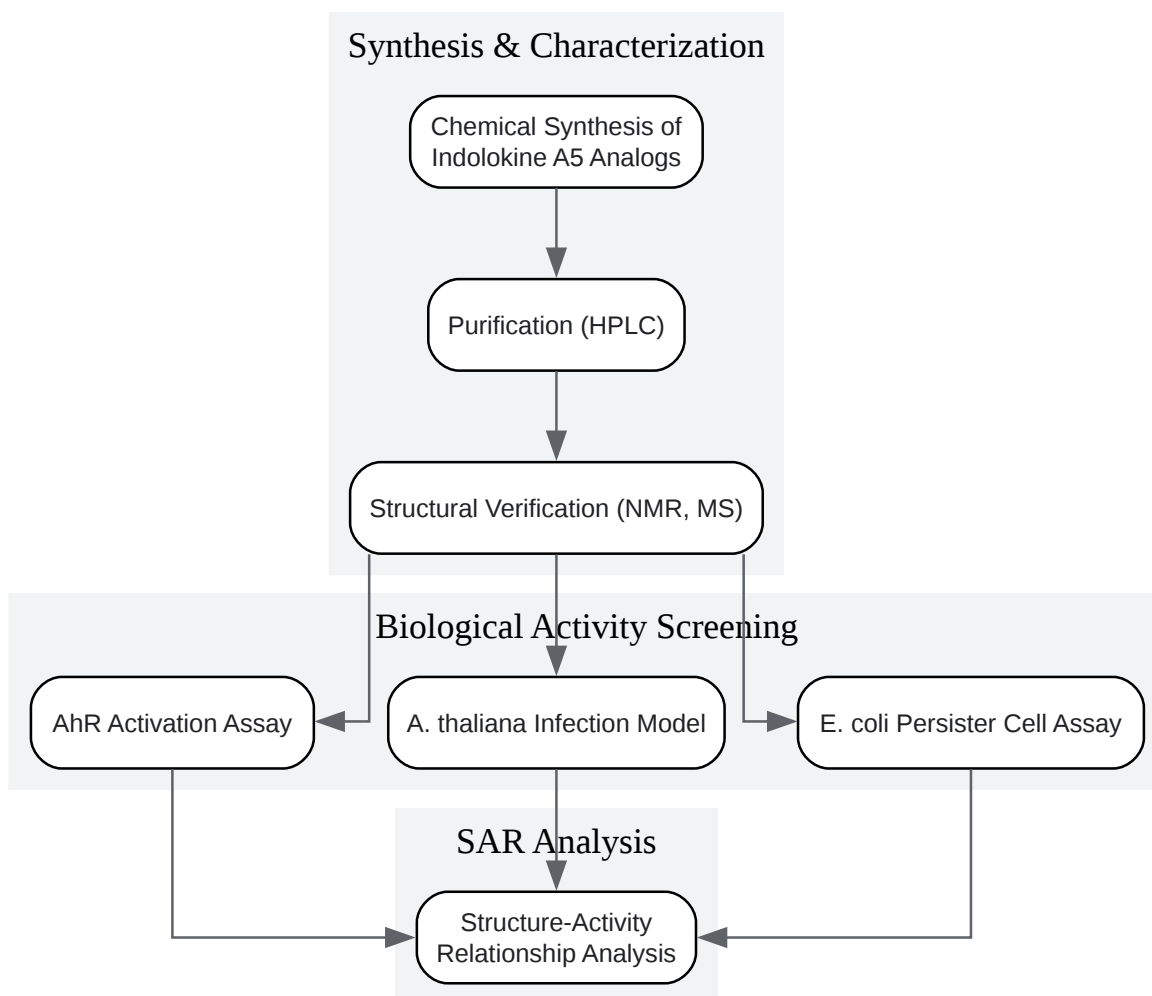 Synthesis & Characterization
Chemical Synthesis of
Indolokine A5 Analogs
Purification (HPLC)
Structural Verification (NMR, MS)
Biological Activity Screening
AhR Activation Assay
A. thaliana Infection Model
E. coli Persister Cell Assay
SAR Analysis
Structure-Activity
Relationship Analysis